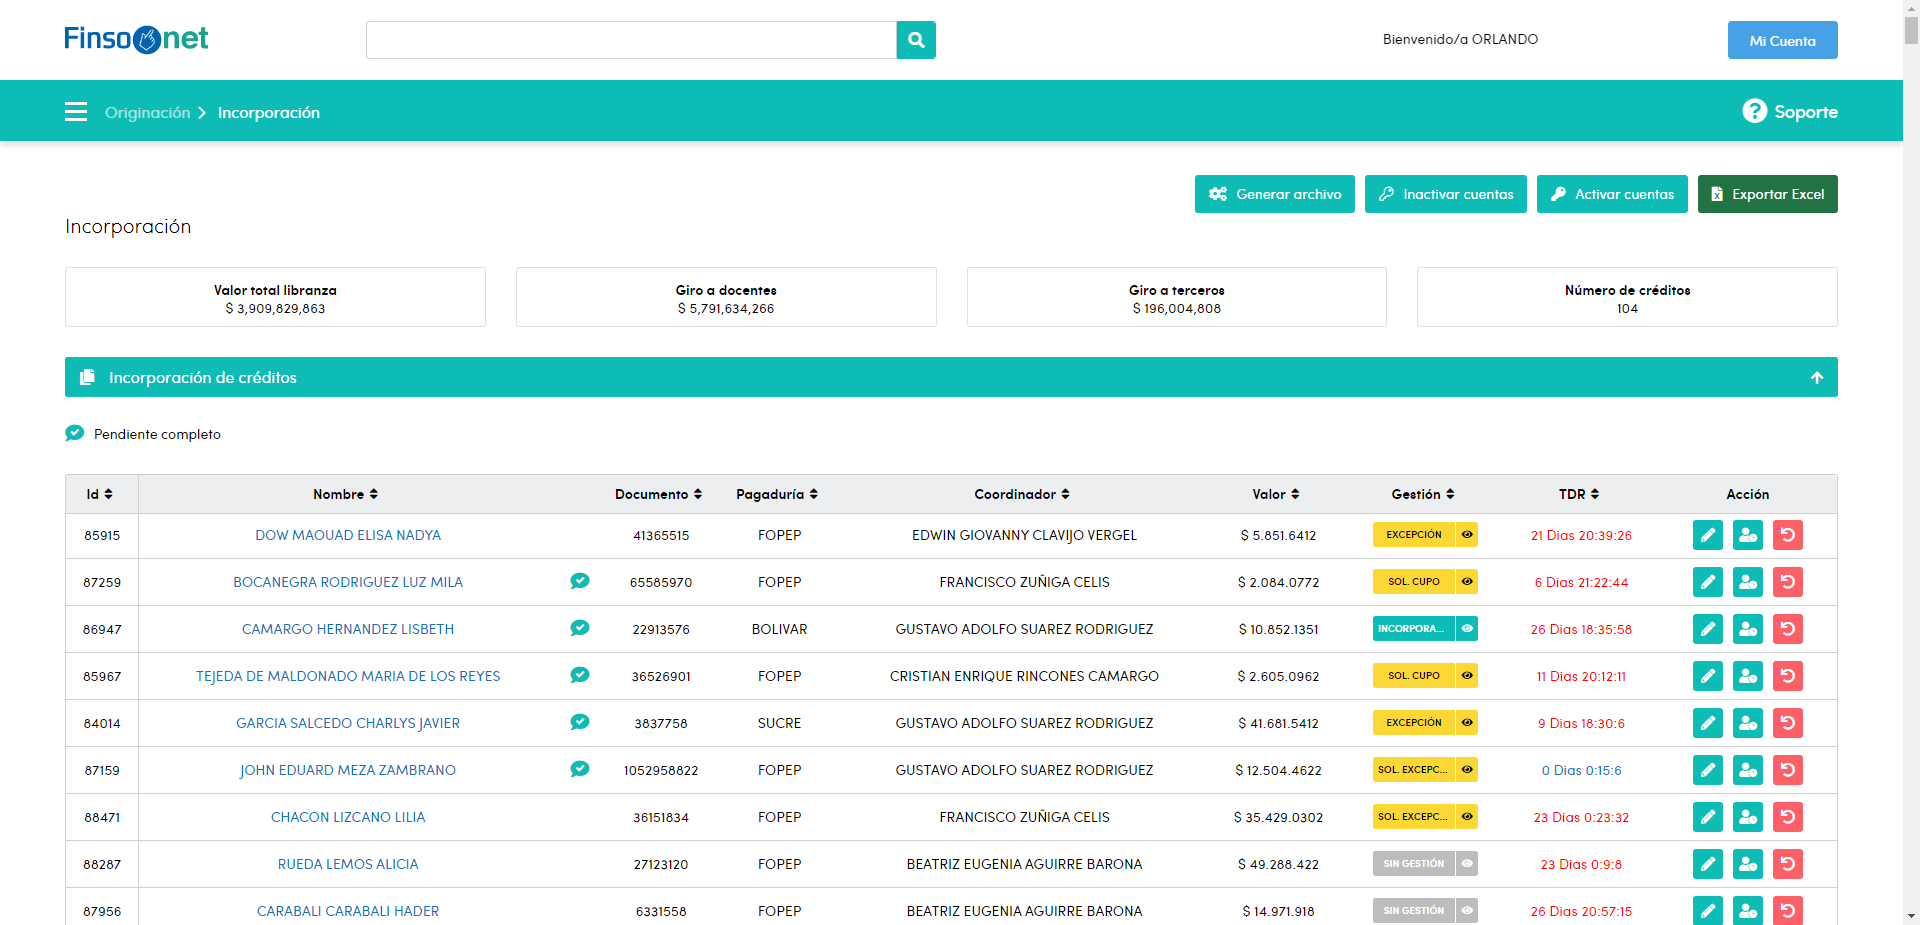 Finsonet
Bienvenido/a ORLANDO
Mi Cuenta
Originación
Incorporación
Soporte
Generar archivo
Inactivar cuentas
Activar cuentas
Exportar Excel
Incorporación
Valor total libranza
$ 3,909,829,863
Giro a docentes
$ 5,791,634,266
Giro a terceros
$ 196,004,808
Número de créditos
104
Incorporación de créditos
Pendiente completo
Id Nombre Documento Pagaduría Coordinador Valor Gestión TDR Acción
85915 DOW MAOUAD ELISA NADYA 41365515 FOPEP EDWIN GIOVANNY CLAVIJO VERGEL $ 5.851.6412 EXCEPCIÓN 21 Dias 20:39:26
87259 BOCANEGRA RODRIGUEZ LUZ MILA 65585970 FOPEP FRANCISCO ZUÑIGA CELIS $ 2.084.0772 SOL. CUPO 6 Dias 21:22:44
86947 CAMARGO HERNANDEZ LISBETH 22913576 BOLIVAR GUSTAVO ADOLFO SUAREZ RODRIGUEZ $ 10.852.1351 INCORPORA... 26 Dias 18:35:58
85967 TEJEDA DE MALDONADO MARIA DE LOS REYES 36526901 FOPEP CRISTIAN ENRIQUE RINCONES CAMARGO $ 2.605.0962 SOL. CUPO 11 Dias 20:12:11
84014 GARCIA SALCEDO CHARLYS JAVIER 3837758 SUCRE GUSTAVO ADOLFO SUAREZ RODRIGUEZ $ 41.681.5412 EXCEPCIÓN 9 Dias 18:30:6
87159 JOHN EDUARD MEZA ZAMBRANO 1052958822 FOPEP GUSTAVO ADOLFO SUAREZ RODRIGUEZ $ 12.504.4622 SOL. EXCEPC... 0 Dias 0:15:6
88471 CHACON LIZCANO LILIA 36151834 FOPEP FRANCISCO ZUÑIGA CELIS $ 35.429.0302 SOL. EXCEPC... 23 Dias 0:23:32
88287 RUEDA LEMOS ALICIA 27123120 FOPEP BEATRIZ EUGENIA AGUIRRE BARONA $ 49.288.422 SIN GESTIÓN 23 Dias 0:9:8
87956 CARABALI CARABALI HADER 6331558 FOPEP BEATRIZ EUGENIA AGUIRRE BARONA $ 14.971.918 SIN GESTIÓN 26 Dias 20:57:15